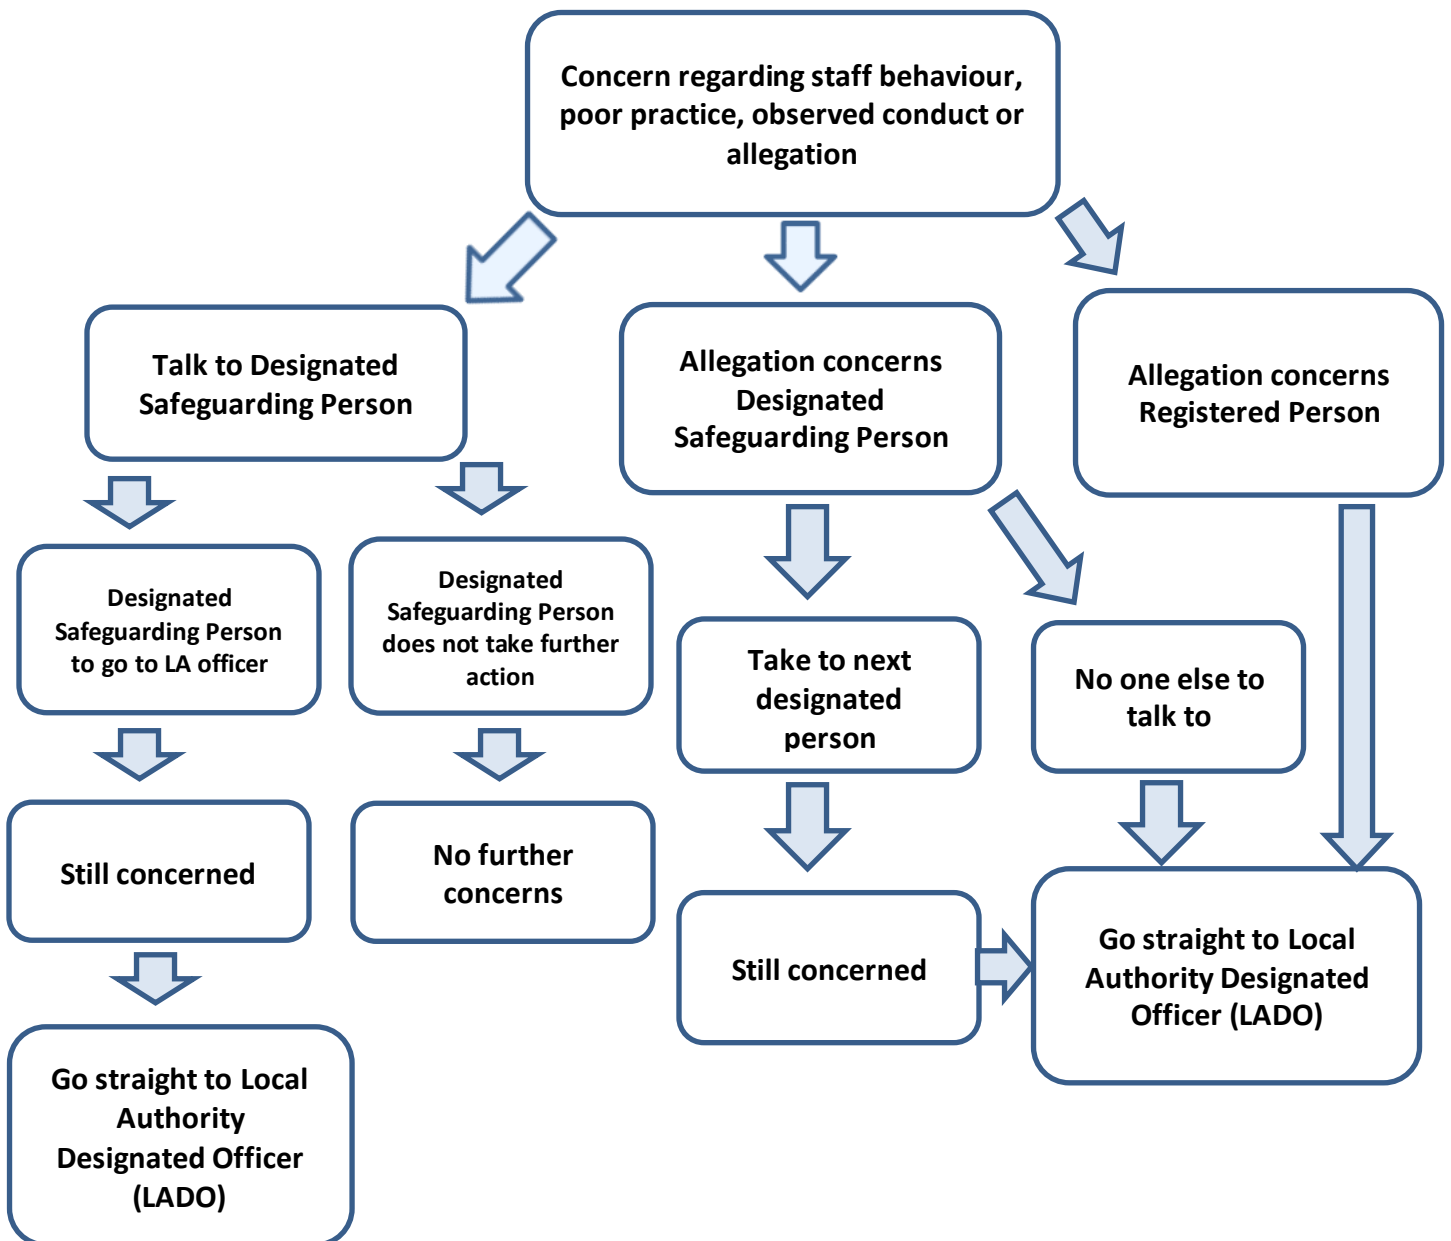 Concern regarding staff behaviour,
poor practice, observed conduct or
allegation
Talk to Designated
Safeguarding Person
Allegation concerns
Designated
Safeguarding Person
Allegation concerns
Registered Person
Designated
Safeguarding Person
to go to LA officer
Designated
Safeguarding Person
does not take further
action
Take to next
designated
person
No one else to
talk to
Still concerned
No further
concerns
Still concerned
Go straight to Local
Authority Designated
Officer (LADO)
Go straight to Local
Authority
Designated Officer
(LADO)